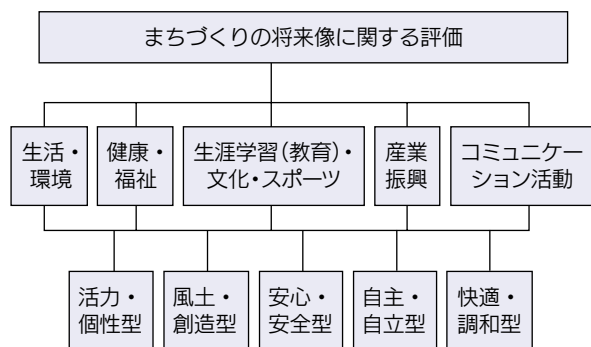 まちづくりの将来像に関する評価
生活・
環境
健康・
福祉
生涯学習(教育)・
文化・スポーツ
産業
振興
コミュニケー
ション活動
活力・
個性型
風土・
創造型
安心・
安全型
自主・
自立型
快適・
調和型